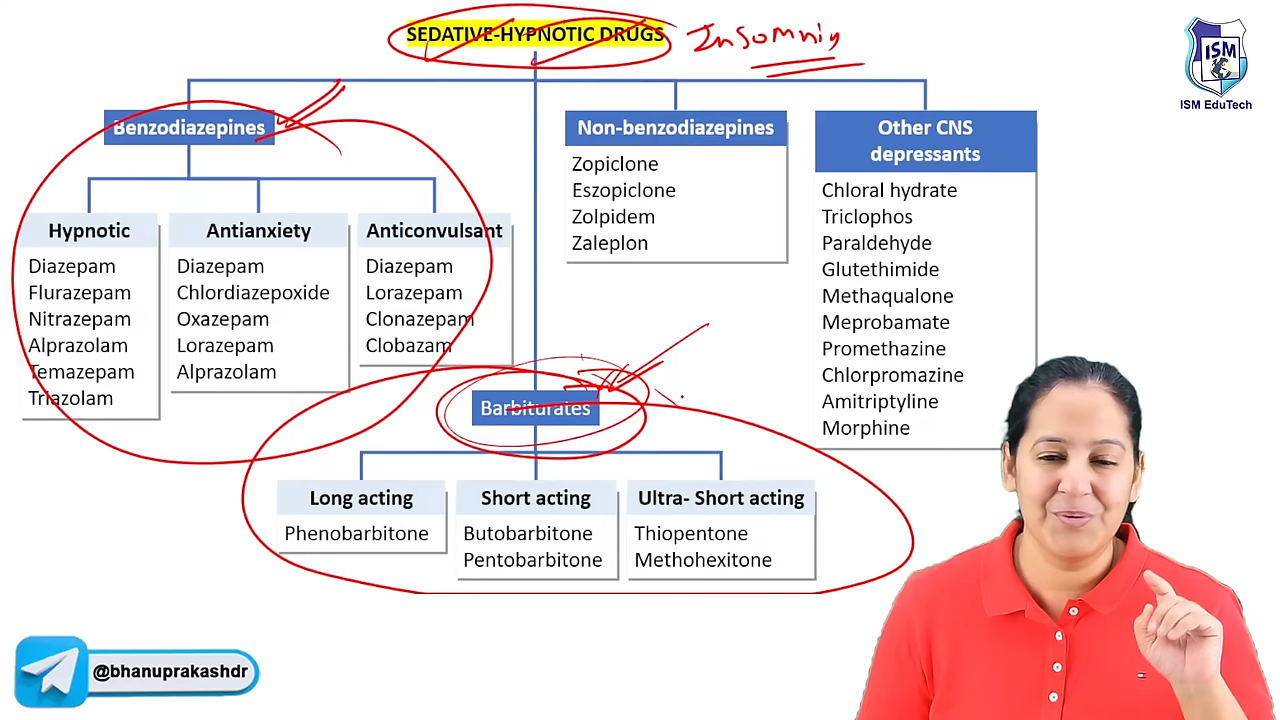 SEDATIVE-HYPNOTIC DRUGS
Insomnia
ISM
ISM EduTech
Benzodiazepines
Hypnotic
Diazepam
Flurazepam
Nitrazepam
Alprazolam
Temazepam
Triazolam
Antianxiety
Diazepam
Chlordiazepoxide
Oxazepam
Lorazepam
Alprazolam
Anticonvulsant
Diazepam
Lorazepam
Clonazepam
Clobazam
Non-benzodiazepines
Zopiclone
Eszopiclone
Zolpidem
Zaleplon
Other CNS
depressants
Chloral hydrate
Triclophos
Paraldehyde
Glutethimide
Methaqualone
Meprobamate
Promethazine
Chlorpromazine
Amitriptyline
Morphine
Barbiturates
Long acting
Phenobarbitone
Short acting
Butobarbitone
Pentobarbitone
Ultra- Short acting
Thiopentone
Methohexitone
@bhanuprakashdr